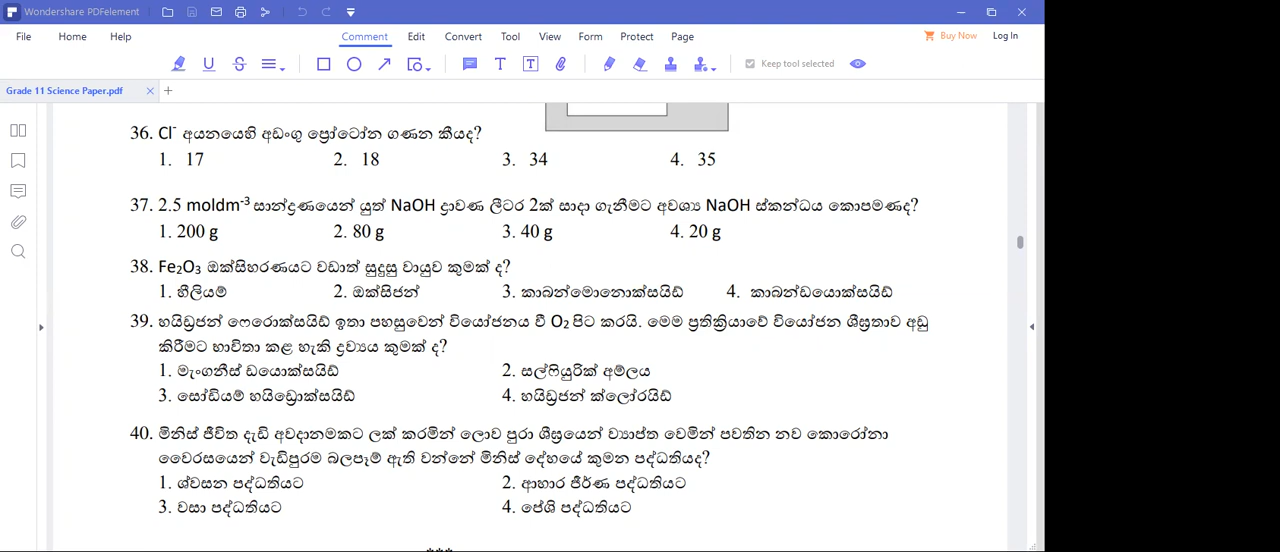 Wondershare PDFelement
File Home Help Comment Edit Convert Tool View Form Protect Page Buy Now Log In
Keep tool selected
Grade 11 Science Paper.pdf
36. Cl⁻ අයනයෙහි අඩංගු ප්‍රෝටෝන ගණන කීයද?
1. 17 2. 18 3. 34 4. 35
37. 2.5 moldm⁻³ සාන්ද්‍රණයෙන් යුත් NaOH ද්‍රාවණ ලීටර 2ක් සාදා ගැනීමට අවශ්‍ය NaOH ස්කන්ධය කොපමණද?
1. 200 g 2. 80 g 3. 40 g 4. 20 g
38. Fe₂O₃ ඔක්සිහරණයට වඩාත් සුදුසු වායුව කුමක් ද?
1. හීලියම් 2. ඔක්සිජන් 3. කාබන්මොනොක්සයිඩ් 4. කාබන්ඩයොක්සයිඩ්
39. හයිඩ්‍රජන් ෆෙරොක්සයිඩ් ඉතා පහසුවෙන් වියෝජනය වී O₂ පිට කරයි. මෙම ප්‍රතික්‍රියාවේ වියෝජන ශීඝ්‍රතාව අඩු
කිරීමට භාවිතා කළ හැකි ද්‍රව්‍යය කුමක් ද?
1. මැංගනීස් ඩයොක්සයිඩ් 2. සල්ෆියුරික් අම්ලය
3. සෝඩියම් හයිඩ්‍රොක්සයිඩ් 4. හයිඩ්‍රජන් ක්ලෝරයිඩ්
40. මිනිස් ජීවිත දැඩි අවදානමකට ලක් කරමින් ලොව පුරා ශීඝ්‍රයෙන් ව්‍යාප්ත වෙමින් පවතින නව කොරෝනා
වෛරසයෙන් වැඩිපුරම බලපෑම් ඇති වන්නේ මිනිස් දේහයේ කුමන පද්ධතියද?
1. ශ්වසන පද්ධතියට 2. ආහාර ජීර්ණ පද්ධතියට
3. වසා පද්ධතියට 4. පේශි පද්ධතියට
***